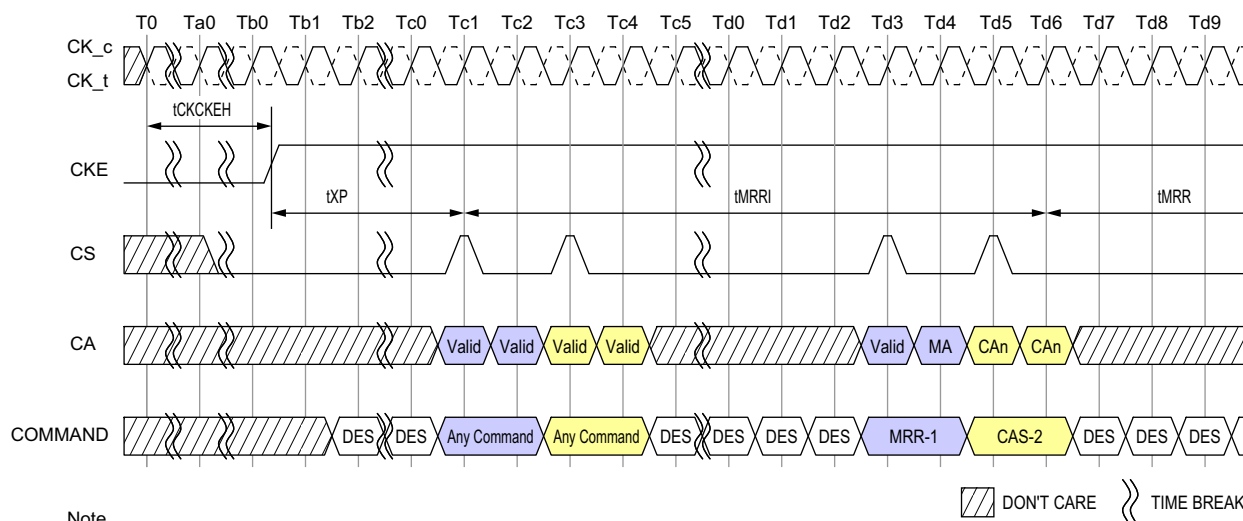 T0 Ta0 Tb0 Tb1 Tb2 Tc0 Tc1 Tc2 Tc3 Tc4 Tc5 Td0 Td1 Td2 Td3 Td4 Td5 Td6 Td7 Td8 Td9
CK_c
CK_t
tCKCKEH
CKE
tXP tMRRI tMRR
CS
CA Valid Valid Valid Valid Valid MA CAn CAn
COMMAND DES DES Any Command Any Command DES DES DES DES MRR-1 CAS-2 DES DES DES
DON'T CARE TIME BREAK
Note